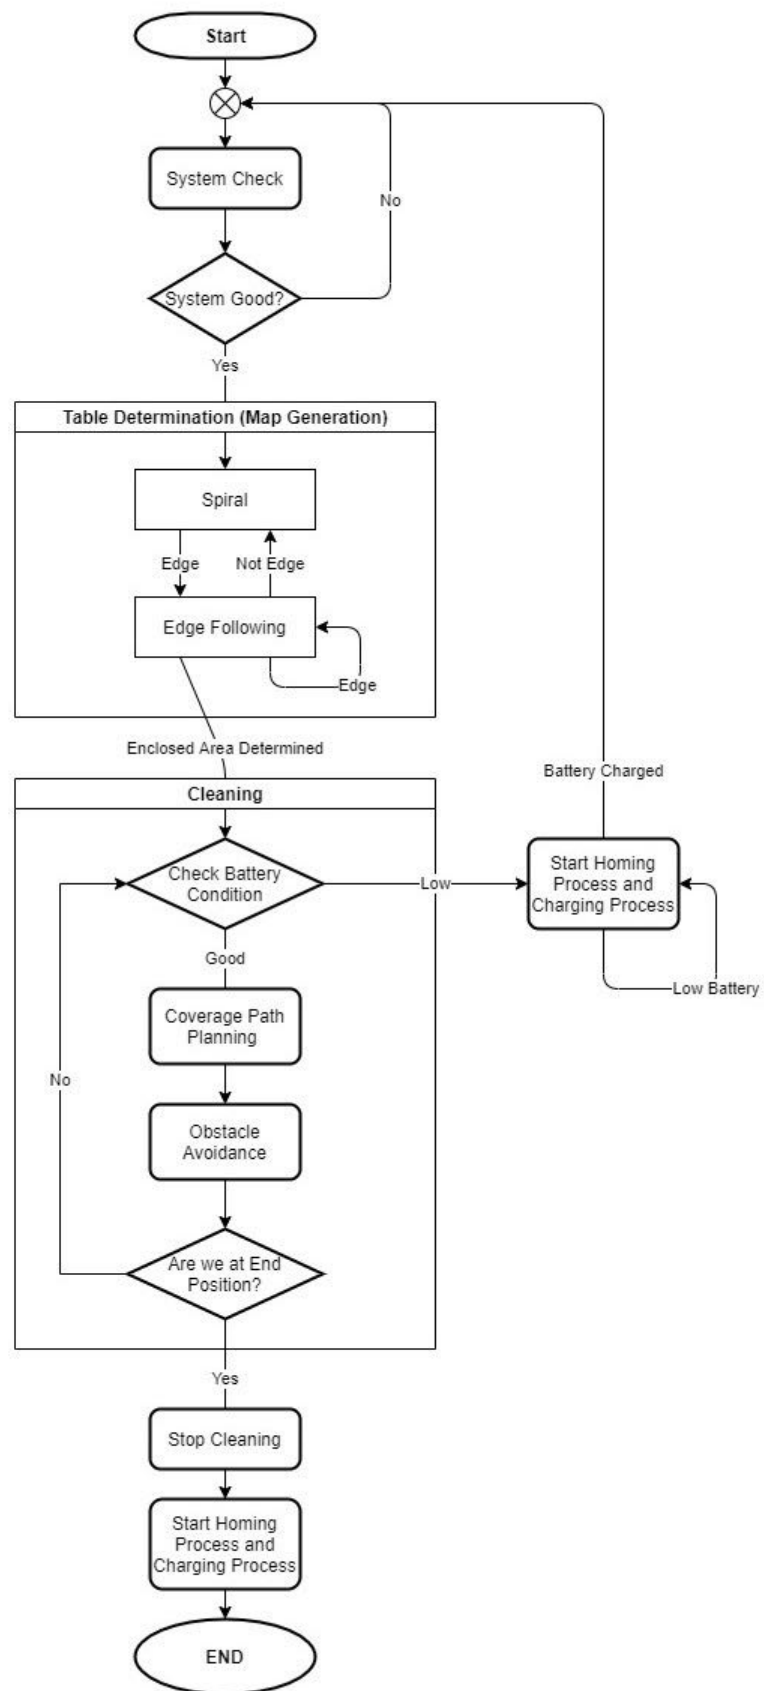 Start
System Check
No
System Good?
Yes
Table Determination (Map Generation)
Spiral
Edge
Not Edge
Edge Following
Edge
Enclosed Area Determined
Battery Charged
Cleaning
Check Battery
Condition
Low
Start Homing
Process and
Charging Process
Good
Low Battery
Coverage Path
Planning
No
Obstacle
Avoidance
Are we at End
Position?
Yes
Stop Cleaning
Start Homing
Process and
Charging Process
END